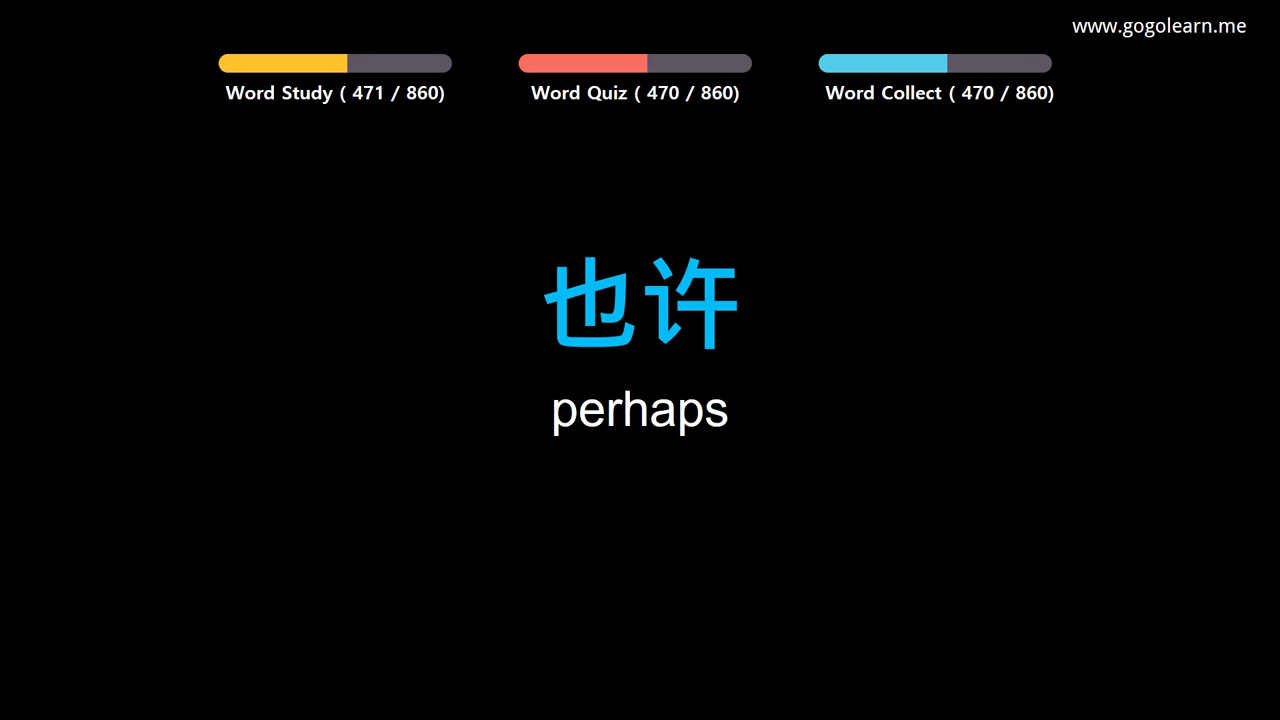 www.gogolearn.me
Word Study ( 471 / 860)
Word Quiz ( 470 / 860)
Word Collect ( 470 / 860)
也许
perhaps